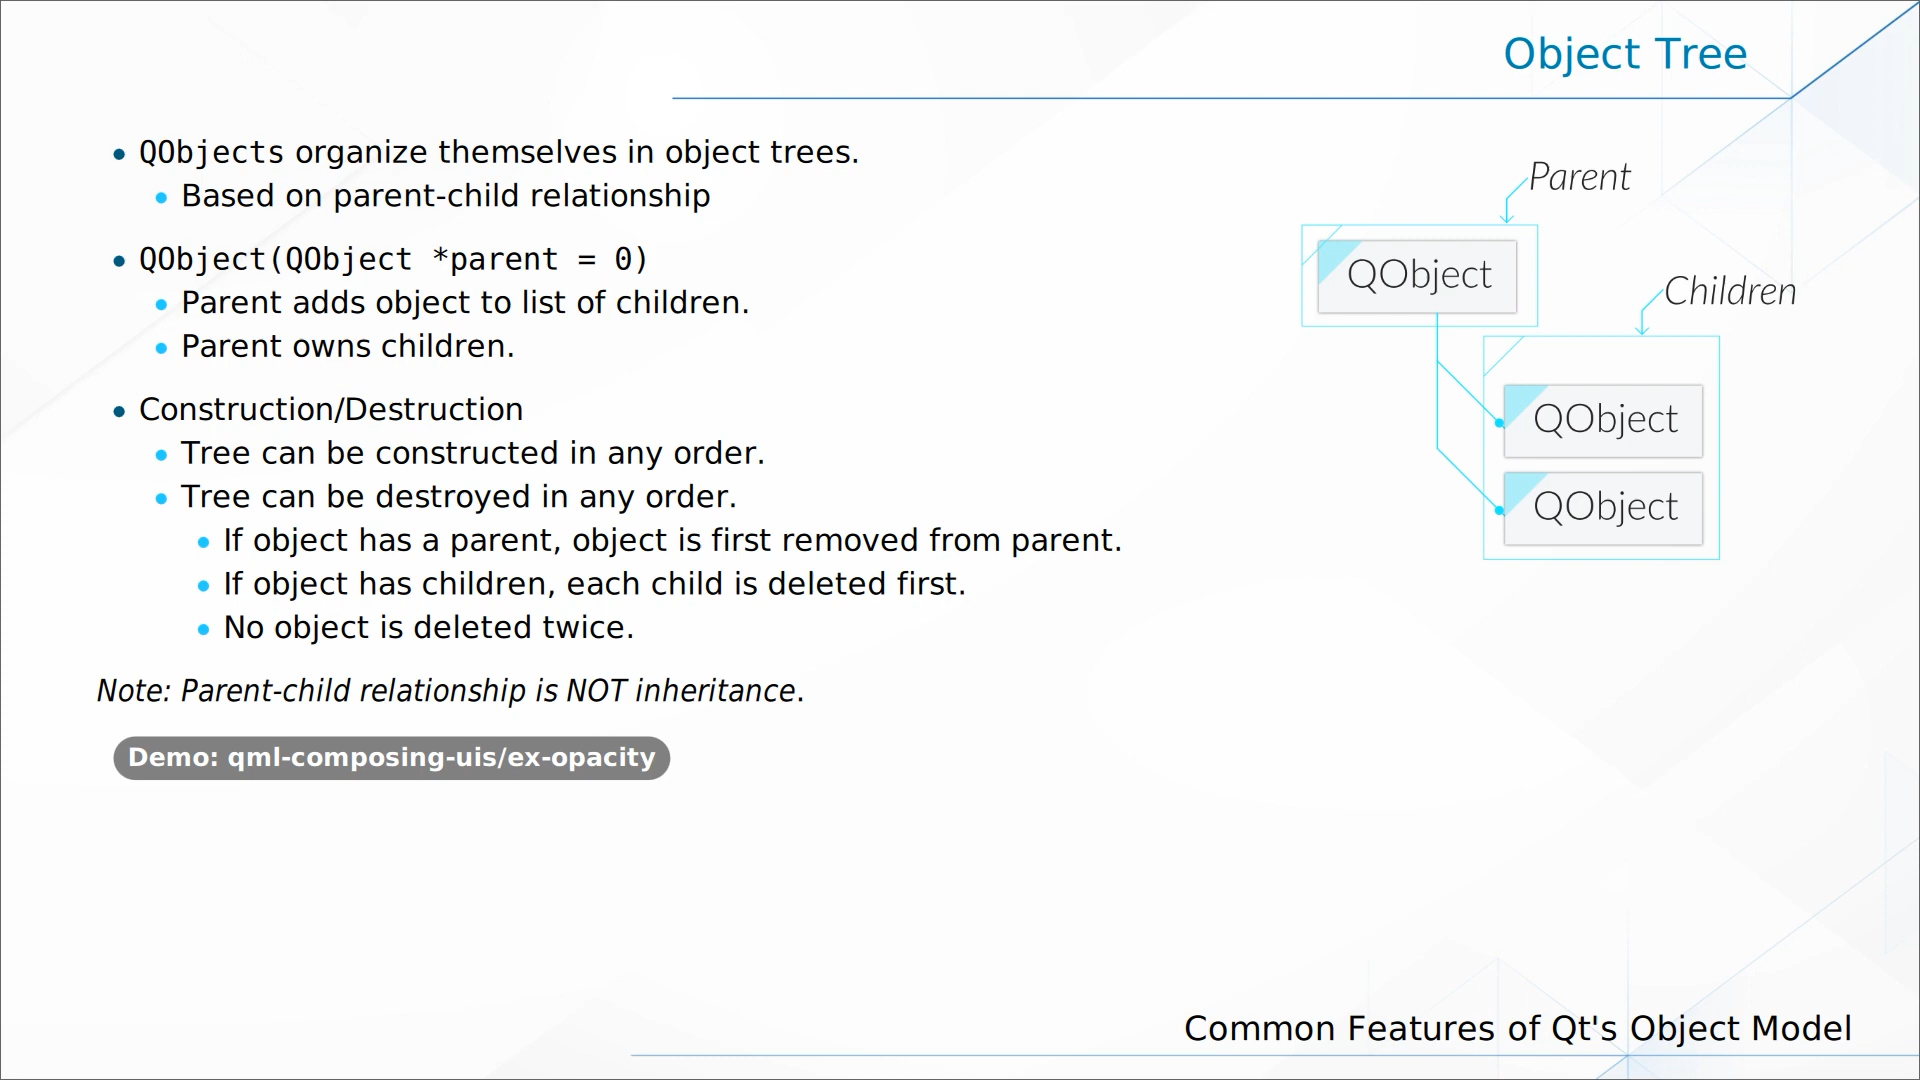 Object Tree
QObjects organize themselves in object trees.
Based on parent-child relationship
QObject(QObject *parent = 0)
Parent adds object to list of children.
Parent owns children.
Construction/Destruction
Tree can be constructed in any order.
Tree can be destroyed in any order.
If object has a parent, object is first removed from parent.
If object has children, each child is deleted first.
No object is deleted twice.
Note: Parent-child relationship is NOT inheritance.
Demo: qml-composing-uis/ex-opacity
Parent
QObject
Children
QObject
QObject
Common Features of Qt's Object Model